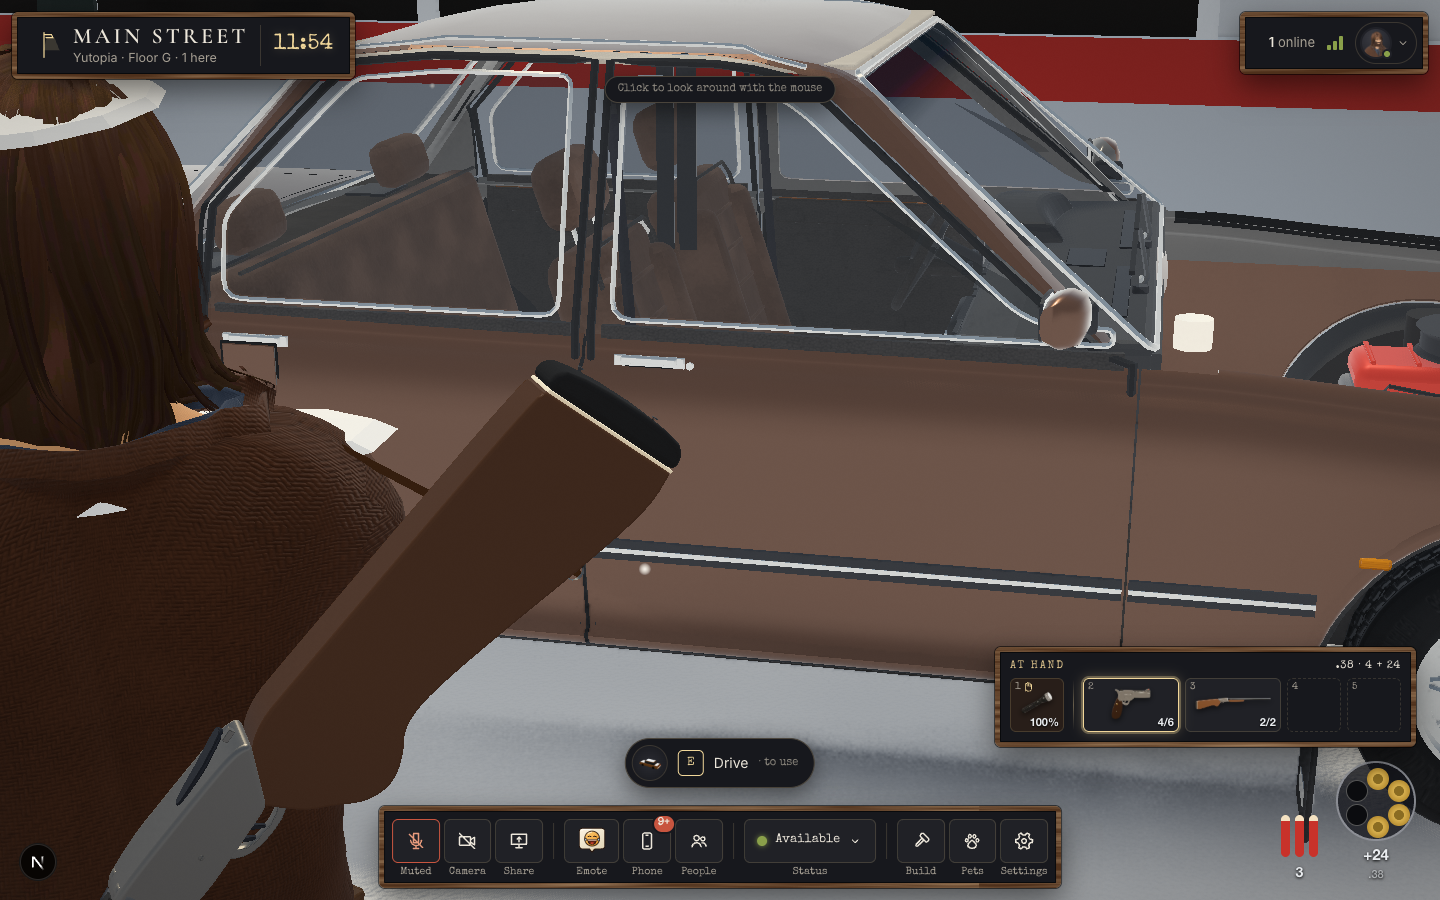 MAIN STREET
Yutopia · Floor G · 1 here
11:54
1 online
Click to look around with the mouse
AT HAND
.38 · 4 + 24
1
100%
2
4/6
3
2/2
4
5
E
Drive
· to use
9+
Muted
Camera
Share
Emote
Phone
People
Available
Status
Build
Pets
Settings
N
3
+24
.38